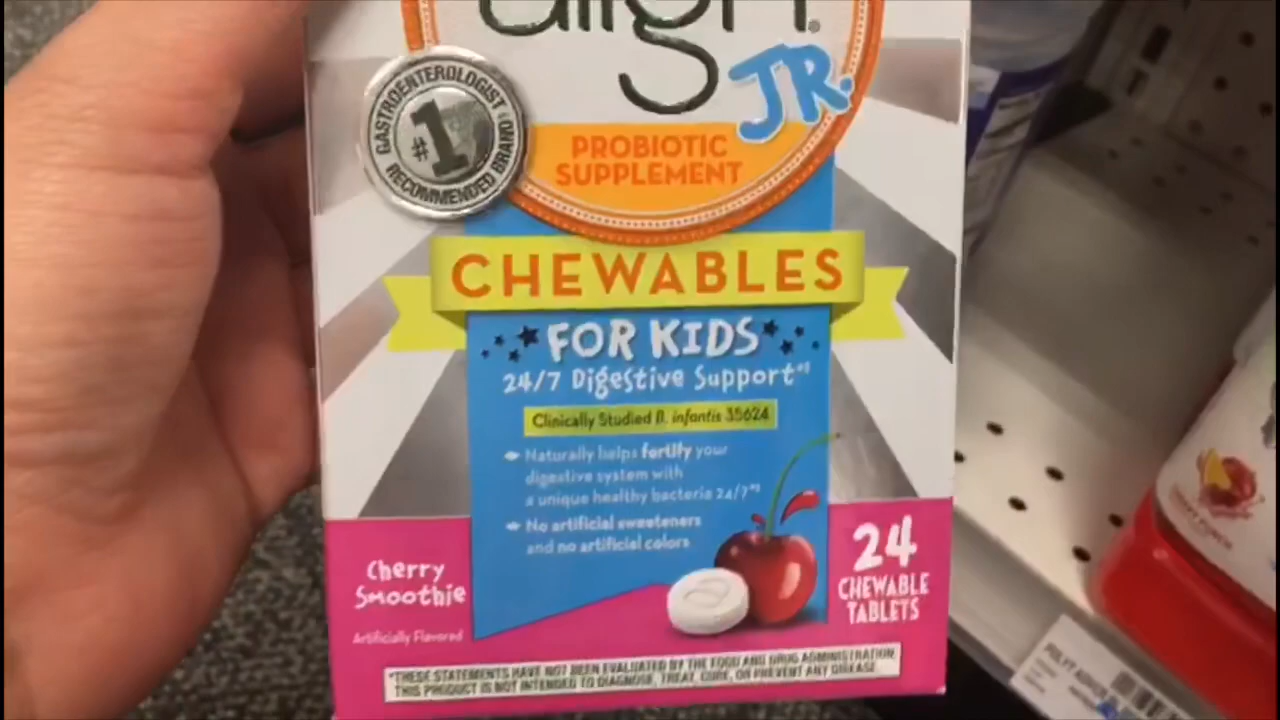 align®
JR.
GASTROENTEROLOGIST
#1
RECOMMENDED BRAND
PROBIOTIC
SUPPLEMENT
CHEWABLES
FOR KIDS
24/7 Digestive Support
Clinically Studied B. infantis 35624
Naturally helps fortify your
digestive system with
a unique healthy bacteria 24/7
No artificial sweeteners
and no artificial colors
Cherry
Smoothie
Artificially Flavored
24
CHEWABLE
TABLETS
*THESE STATEMENTS HAVE NOT BEEN EVALUATED BY THE FOOD AND DRUG ADMINISTRATION.
THIS PRODUCT IS NOT INTENDED TO DIAGNOSE, TREAT, CURE, OR PREVENT ANY DISEASE.